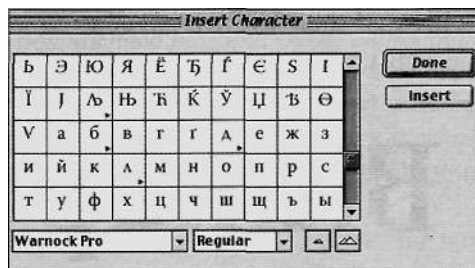 Insert Character
Ь Э Ю Я Ё Ђ Ѓ Є Ѕ І
Ї Ј Љ Њ Ћ Ќ Ў Џ Ѣ Ѳ
Ѵ а б в г ґ д е ж з
и й к л м н о п р с
т у ф х ц ч ш щ ъ ы
Done
Insert
Warnock Pro
Regular